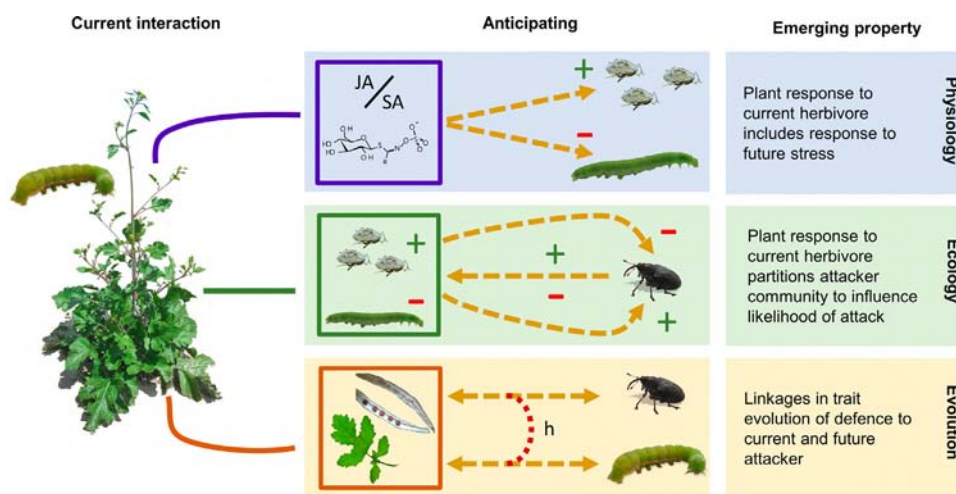 Current interaction
Anticipating
Emerging property
JA
SA
+
−
Plant response to
current herbivore
includes response to
future stress
Physiology
+
−
−
+
−
+
Plant response to
current herbivore
partitions attacker
community to influence
likelihood of attack
Ecology
h
Linkages in trait
evolution of defence to
current and future
attacker
Evolution